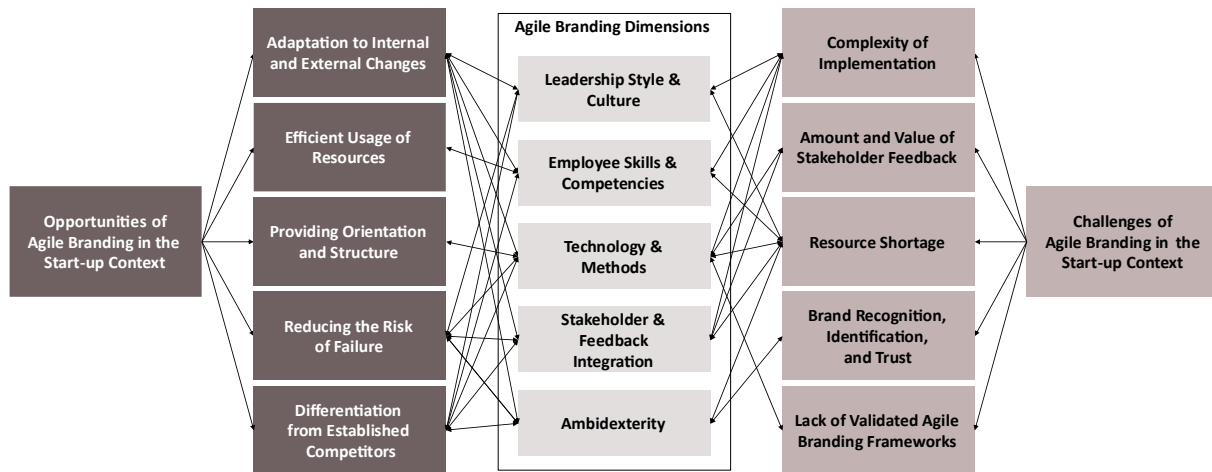 Opportunities of
Agile Branding in the
Start-up Context
Adaptation to Internal
and External Changes
Efficient Usage of
Resources
Providing Orientation
and Structure
Reducing the Risk
of Failure
Differentiation
from Established
Competitors
Agile Branding Dimensions
Leadership Style &
Culture
Employee Skills &
Competencies
Technology &
Methods
Stakeholder &
Feedback
Integration
Ambidexterity
Complexity of
Implementation
Amount and Value of
Stakeholder Feedback
Resource Shortage
Brand Recognition,
Identification,
and Trust
Lack of Validated Agile
Branding Frameworks
Challenges of
Agile Branding in the
Start-up Context